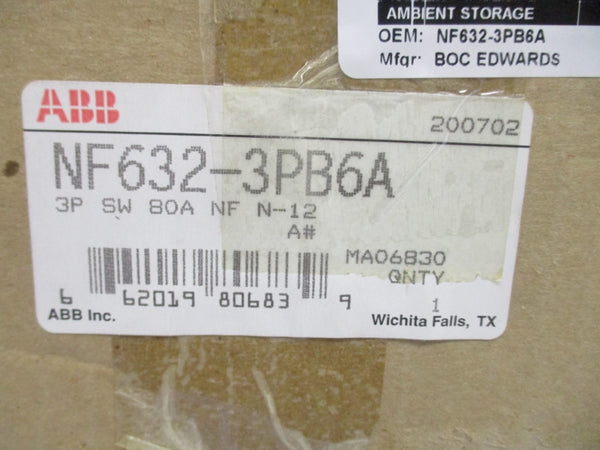 AMBIENT STORAGE
OEM: NF632-3PB6A
Mfqr: BOC EDWARDS
ABB
200702
NF632-3PB6A
3P SW 80A NF N-12
A#
MA06830
QNTY
6 62019 80683 9
1
ABB Inc.
Wichita Falls, TX